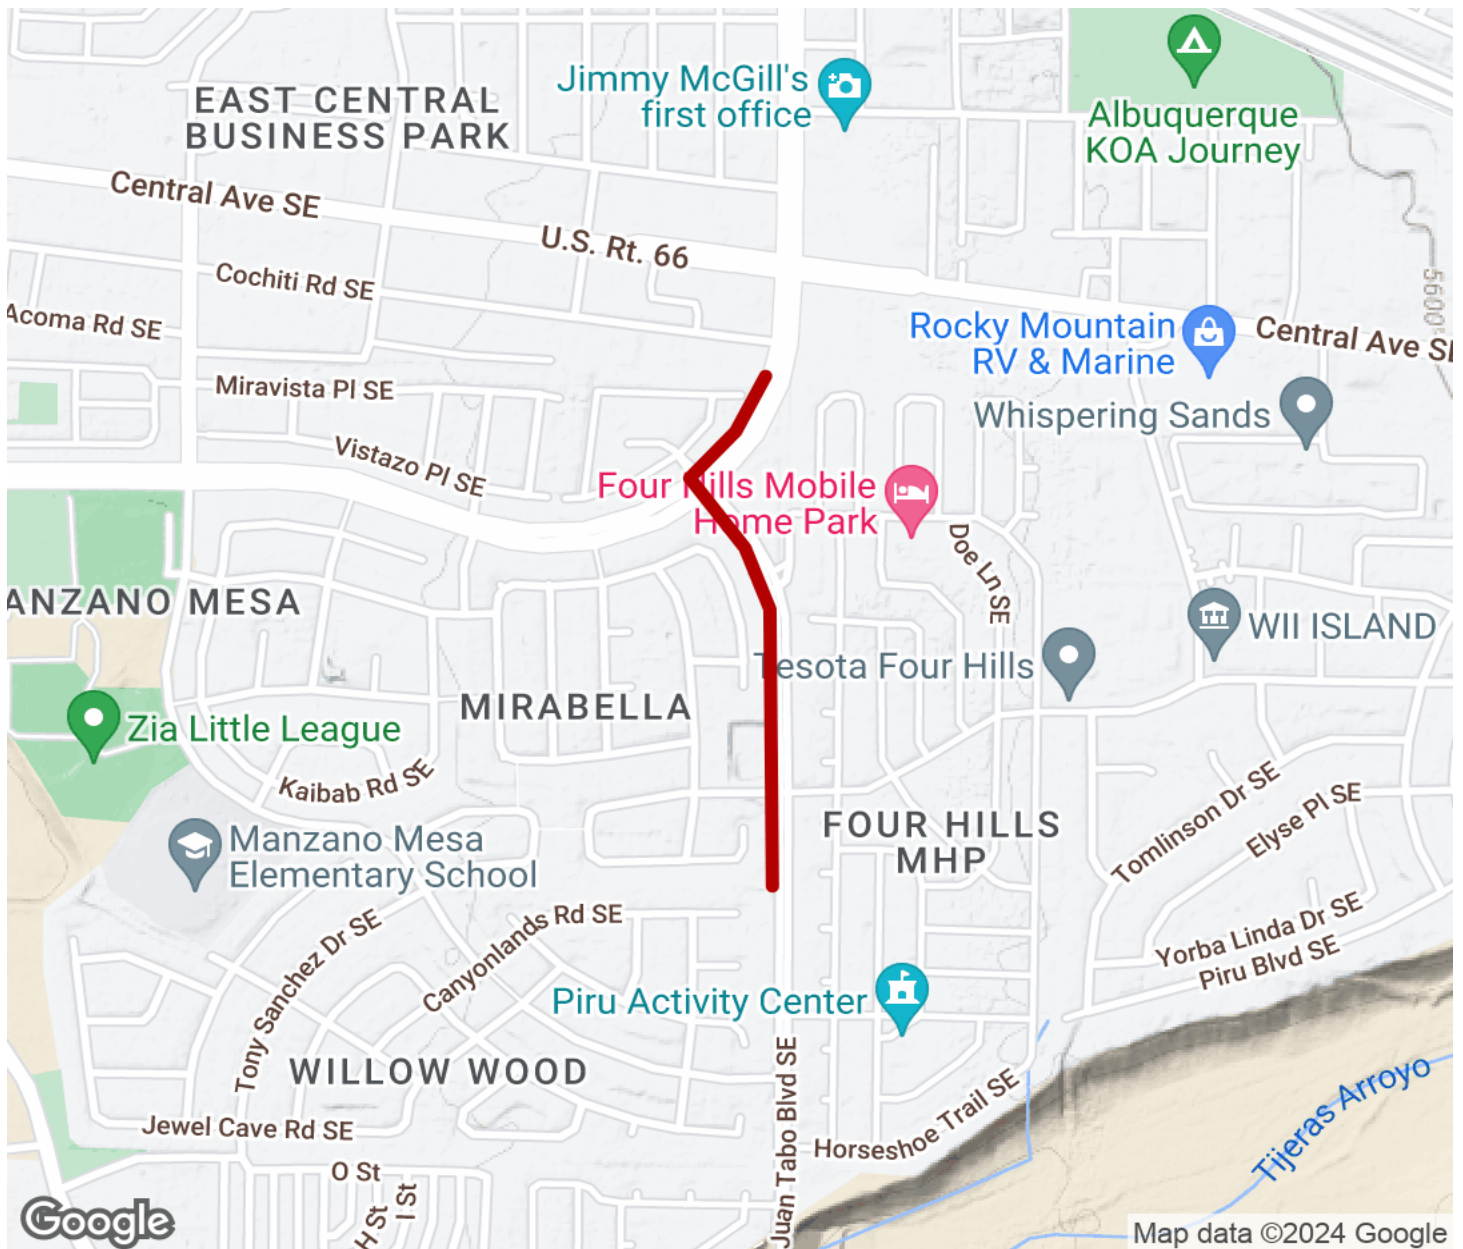 Jimmy McGill's
first office
Albuquerque
KOA Journey
EAST CENTRAL
BUSINESS PARK
Central Ave SE
U.S. Rt. 66
Cochiti Rd SE
5600'
Acoma Rd SE
Rocky Mountain
RV & Marine
Central Ave SE
Miravista Pl SE
Whispering Sands
Vistazo Pl SE
Four Hills Mobile
Home Park
Doe Ln SE
ANZANO MESA
WII ISLAND
Tesota Four Hills
MIRABELLA
Zia Little League
Kaibab Rd SE
Tomlinson Dr SE
Elyse Pl SE
FOUR HILLS
MHP
Manzano Mesa
Elementary School
Canyonlands Rd SE
Tony Sanchez Dr SE
Yorba Linda Dr SE
Piru Blvd SE
Piru Activity Center
WILLOW WOOD
Juan Tabo Blvd SE
Horseshoe Trail SE
Tijeras Arroyo
Jewel Cave Rd SE
O St
I St
H St
Google
Map data ©2024 Google